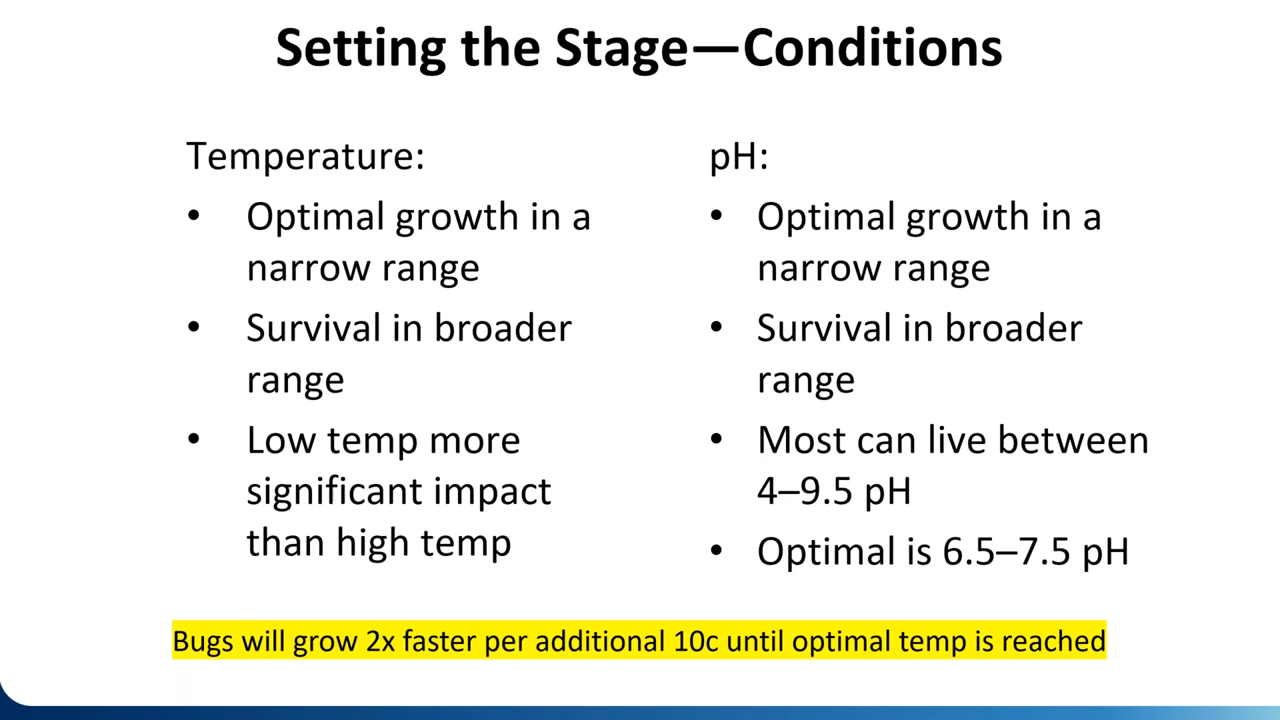 Setting the Stage—Conditions
Temperature:
• Optimal growth in a
narrow range
• Survival in broader
range
• Low temp more
significant impact
than high temp
pH:
• Optimal growth in a
narrow range
• Survival in broader
range
• Most can live between
4–9.5 pH
• Optimal is 6.5–7.5 pH
Bugs will grow 2x faster per additional 10c until optimal temp is reached